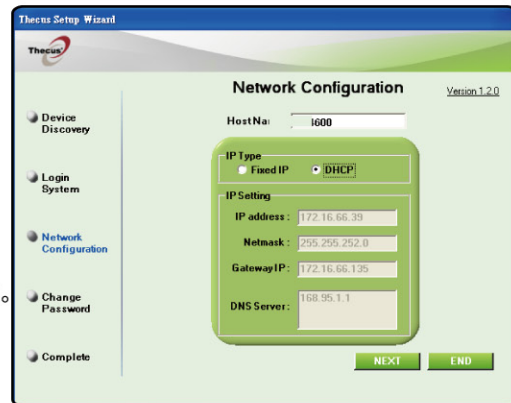 Thecus Setup Wizard
Thecus
Network Configuration
Version 1.2.0
Device
Discovery
Login
System
Network
Configuration
Change
Password
Complete
Host Na:
IP Type
Fixed IP
DHCP
IP Setting
IP address :
172.16.66.39
Netmask :
255.255.252.0
Gateway IP :
172.16.66.135
DNS Server :
168.95.1.1
NEXT
END